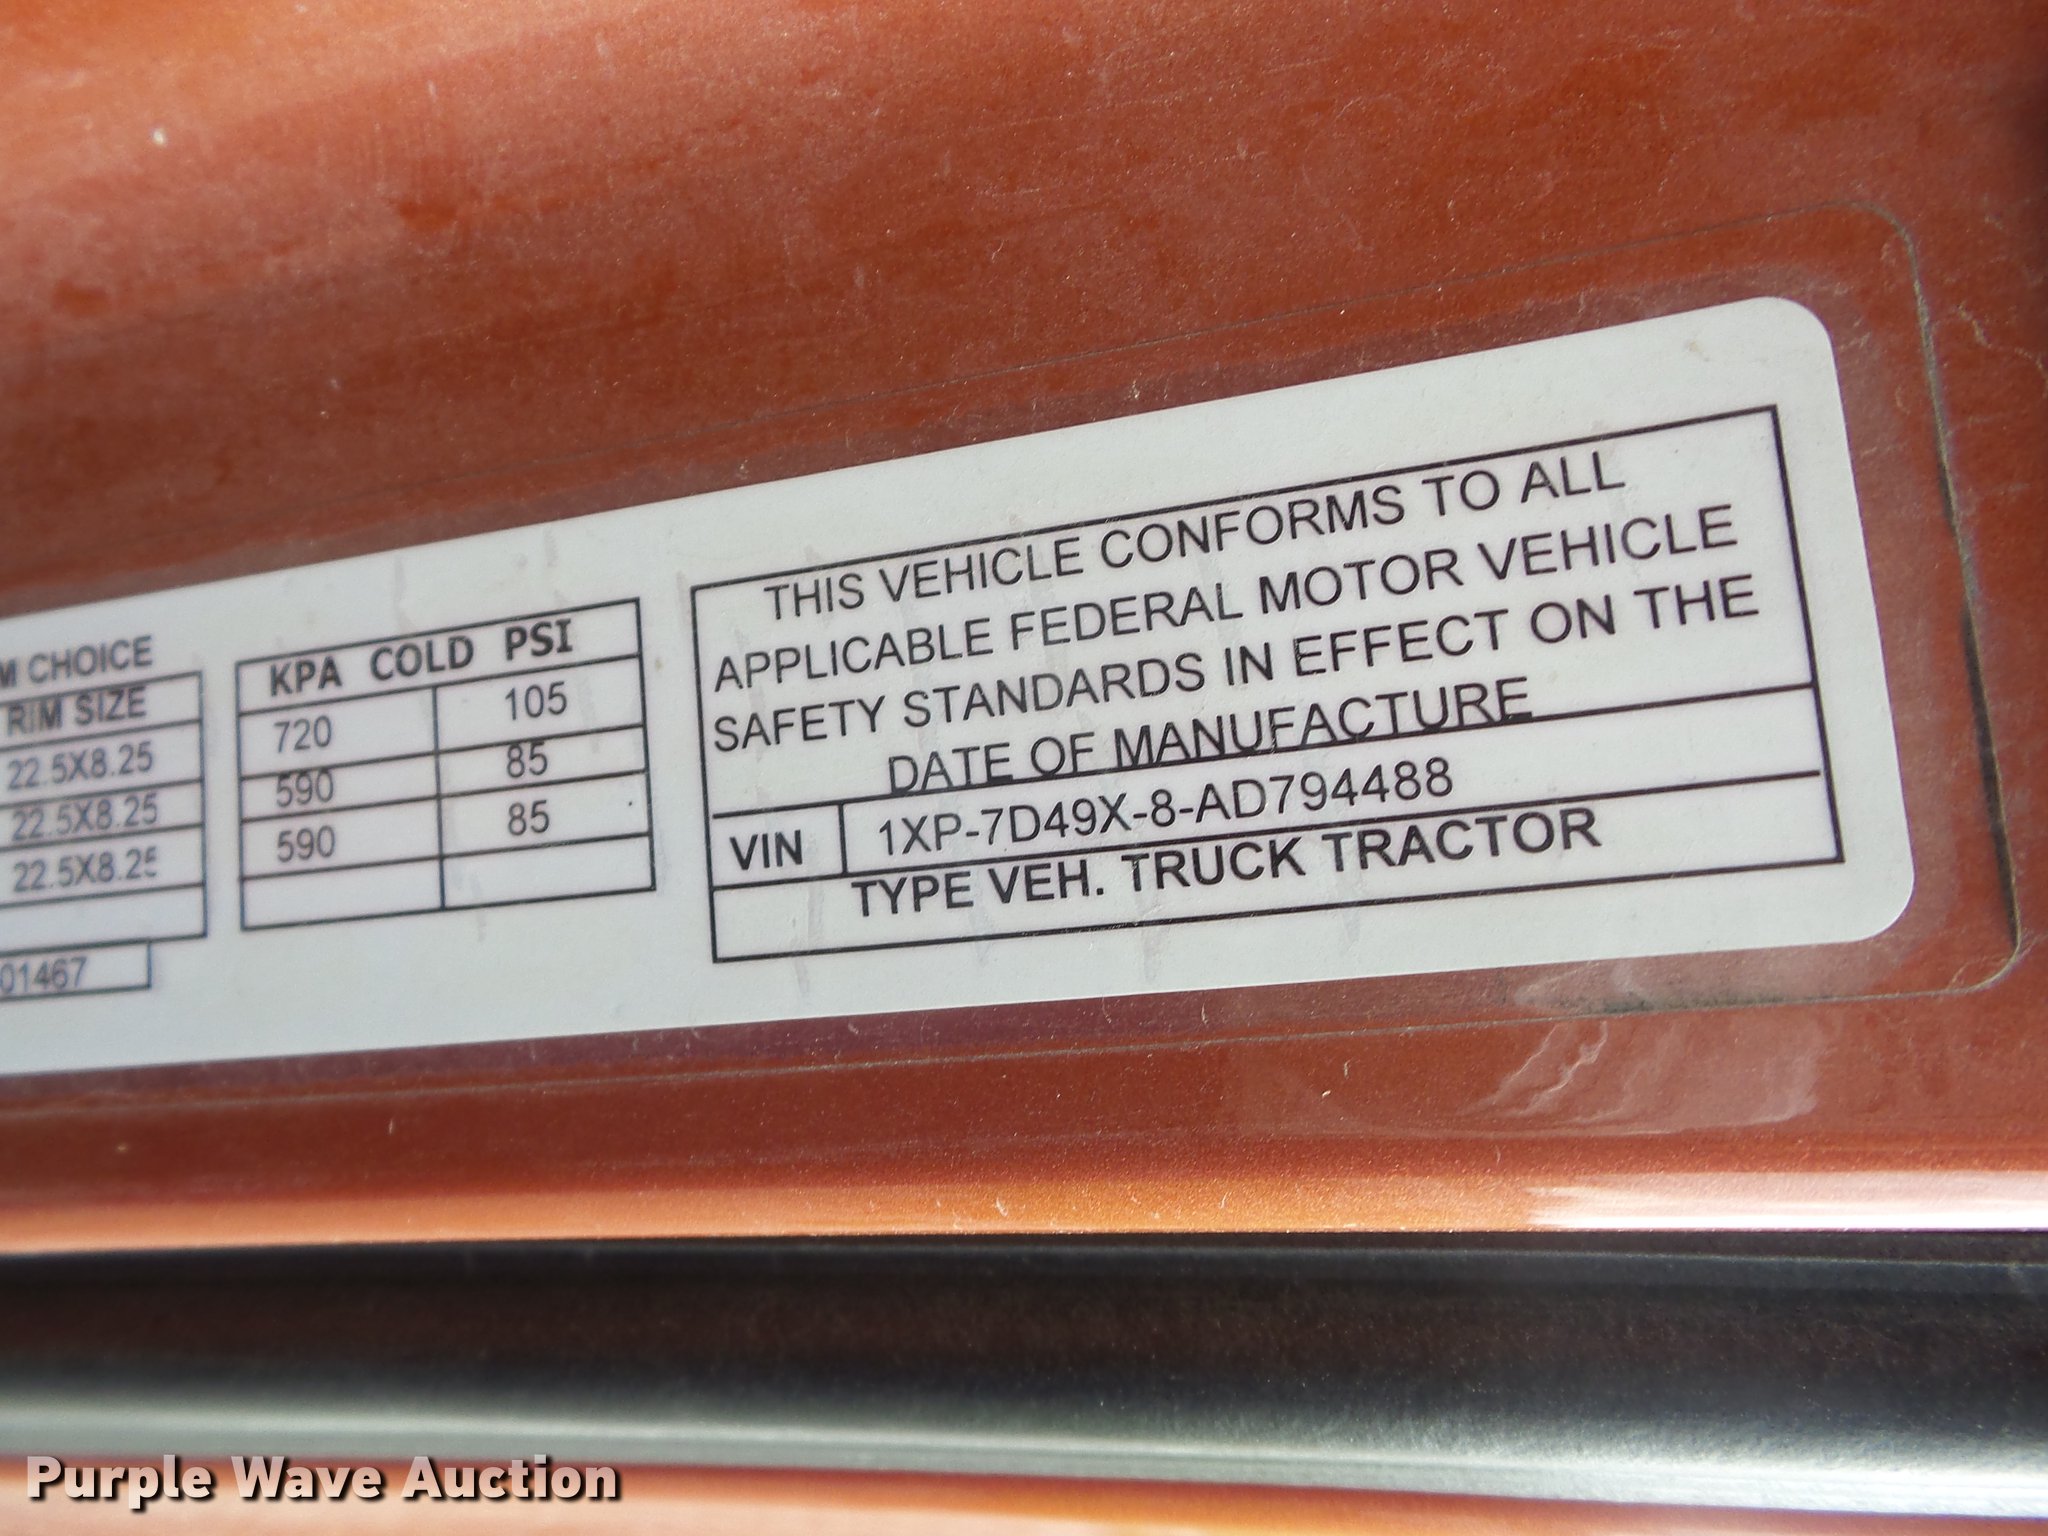 M CHOICE
RIM SIZE
22.5X8.25
22.5X8.25
22.5X8.25
01467
KPA COLD PSI
720 105
590 85
590 85
THIS VEHICLE CONFORMS TO ALL
APPLICABLE FEDERAL MOTOR VEHICLE
SAFETY STANDARDS IN EFFECT ON THE
DATE OF MANUFACTURE
VIN 1XP-7D49X-8-AD794488
TYPE VEH. TRUCK TRACTOR
Purple Wave Auction